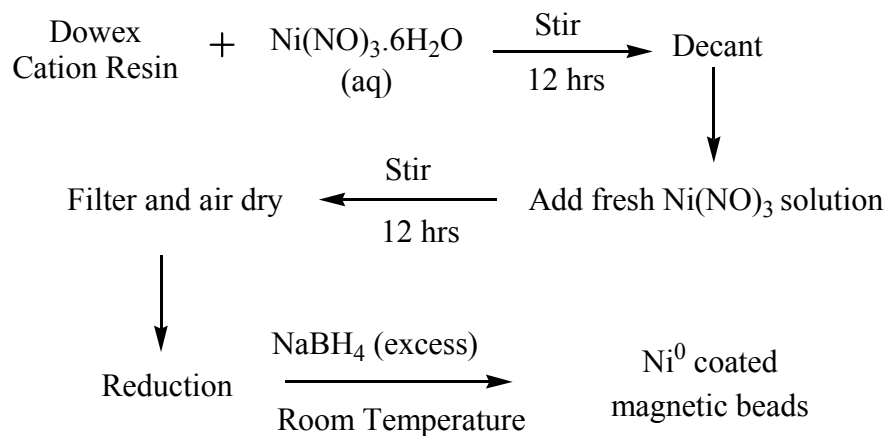 Dowex
Cation Resin
+
Ni(NO)3.6H2O
(aq)
Stir
12 hrs
Decant
Add fresh Ni(NO)3 solution
Stir
12 hrs
Filter and air dry
Reduction
NaBH4 (excess)
Room Temperature
Ni0 coated
magnetic beads